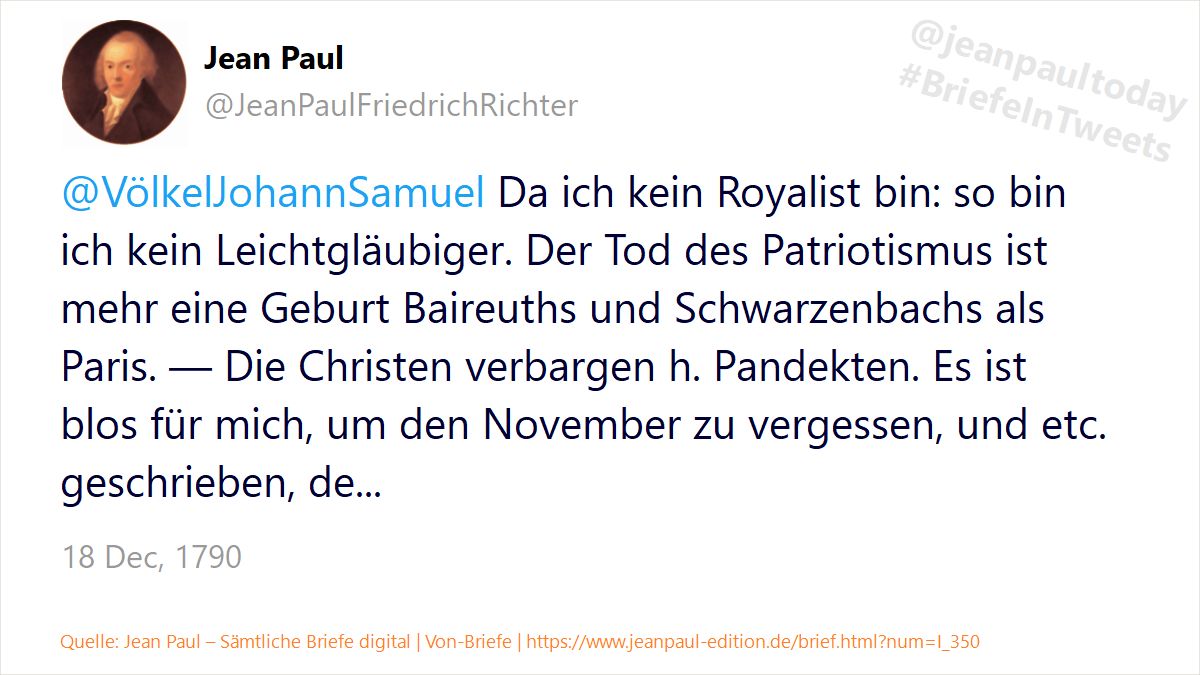 Jean Paul
@JeanPaulFriedrichRichter
@jeanpaultoday
#BriefeInTweets
@VölkelJohannSamuel Da ich kein Royalist bin: so bin
ich kein Leichtgläubiger. Der Tod des Patriotismus ist
mehr eine Geburt Baireuths und Schwarzenbachs als
Paris. — Die Christen verbargen h. Pandekten. Es ist
blos für mich, um den November zu vergessen, und etc.
geschrieben, de...
18 Dec, 1790
Quelle: Jean Paul – Sämtliche Briefe digital | Von-Briefe | https://www.jeanpaul-edition.de/brief.html?num=I_350